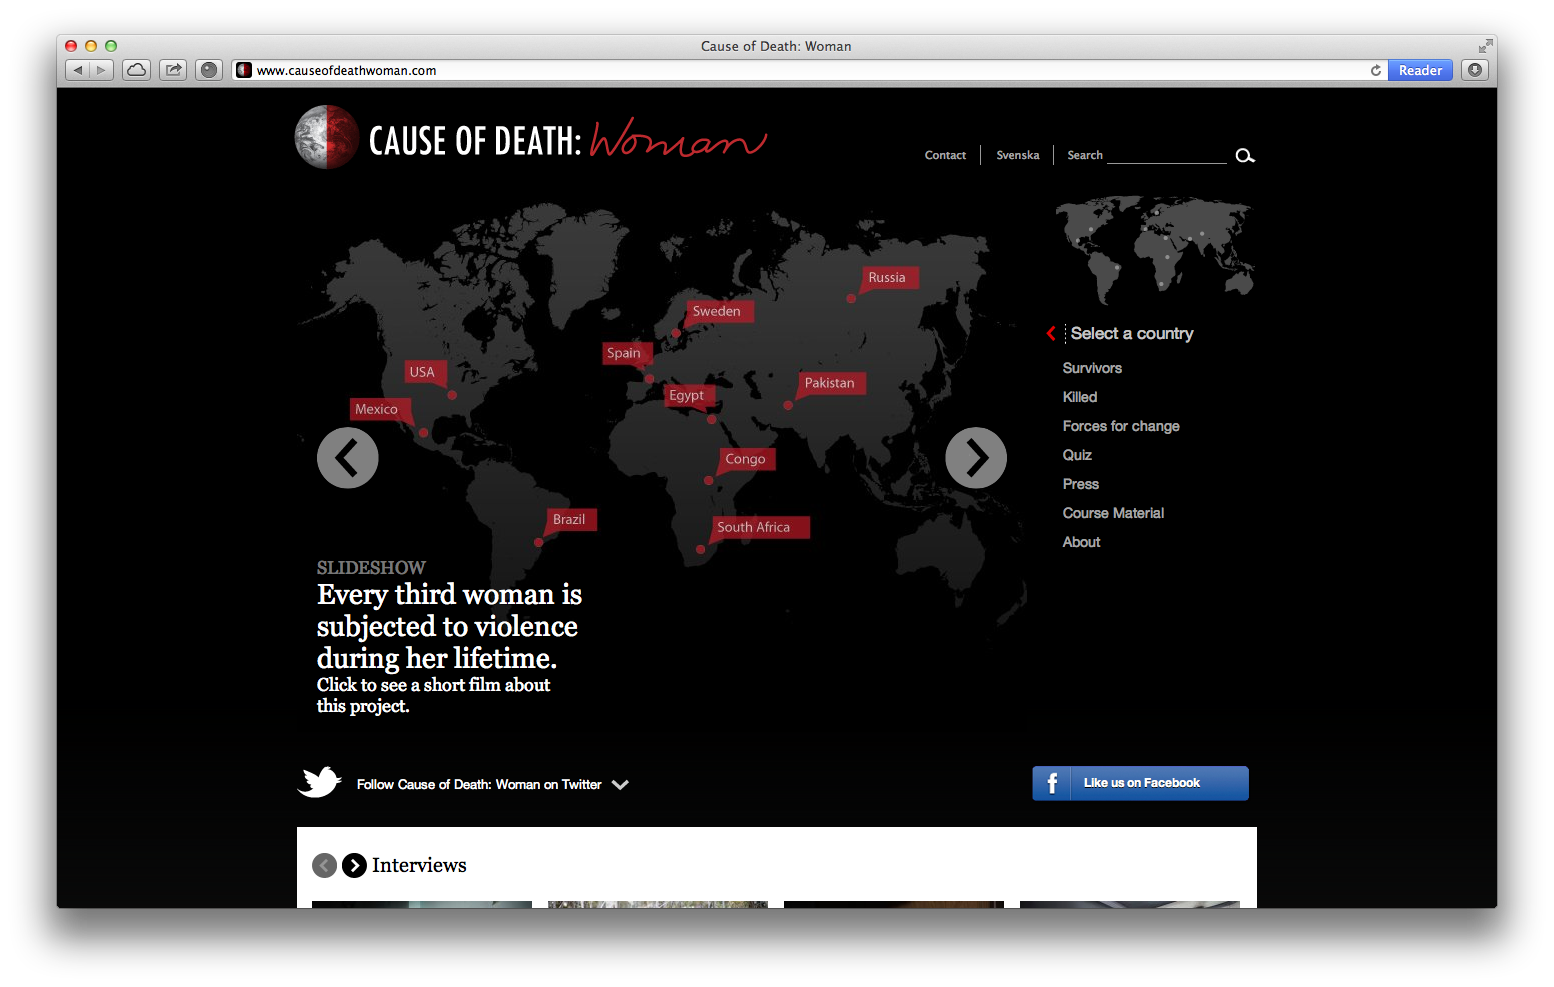 Cause of Death: Woman
www.causeofdeathwoman.com
Reader
CAUSE OF DEATH: Woman
Contact
Svenska
Search
Russia
Sweden
Spain
USA
Pakistan
Egypt
Mexico
Congo
Brazil
South Africa
Select a country
Survivors
Killed
Forces for change
Quiz
Press
Course Material
About
SLIDESHOW
Every third woman is
subjected to violence
during her lifetime.
Click to see a short film about
this project.
Follow Cause of Death: Woman on Twitter
f Like us on Facebook
Interviews